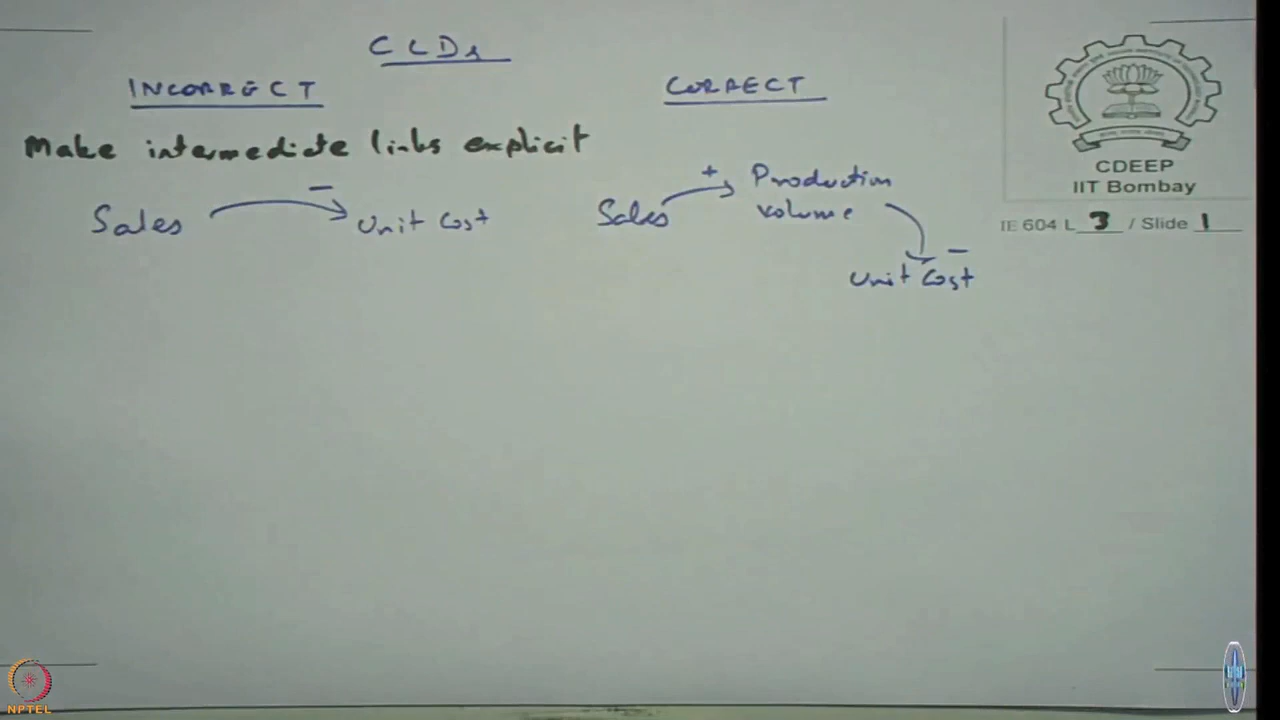 CLDs
INCORRECT
CORRECT
Make intermediate links explicit
Sales − Unit Cost
Sales + Production volume
− Unit Cost
CDEEP
IIT Bombay
IE 604 L 3 / Slide 1
NPTEL